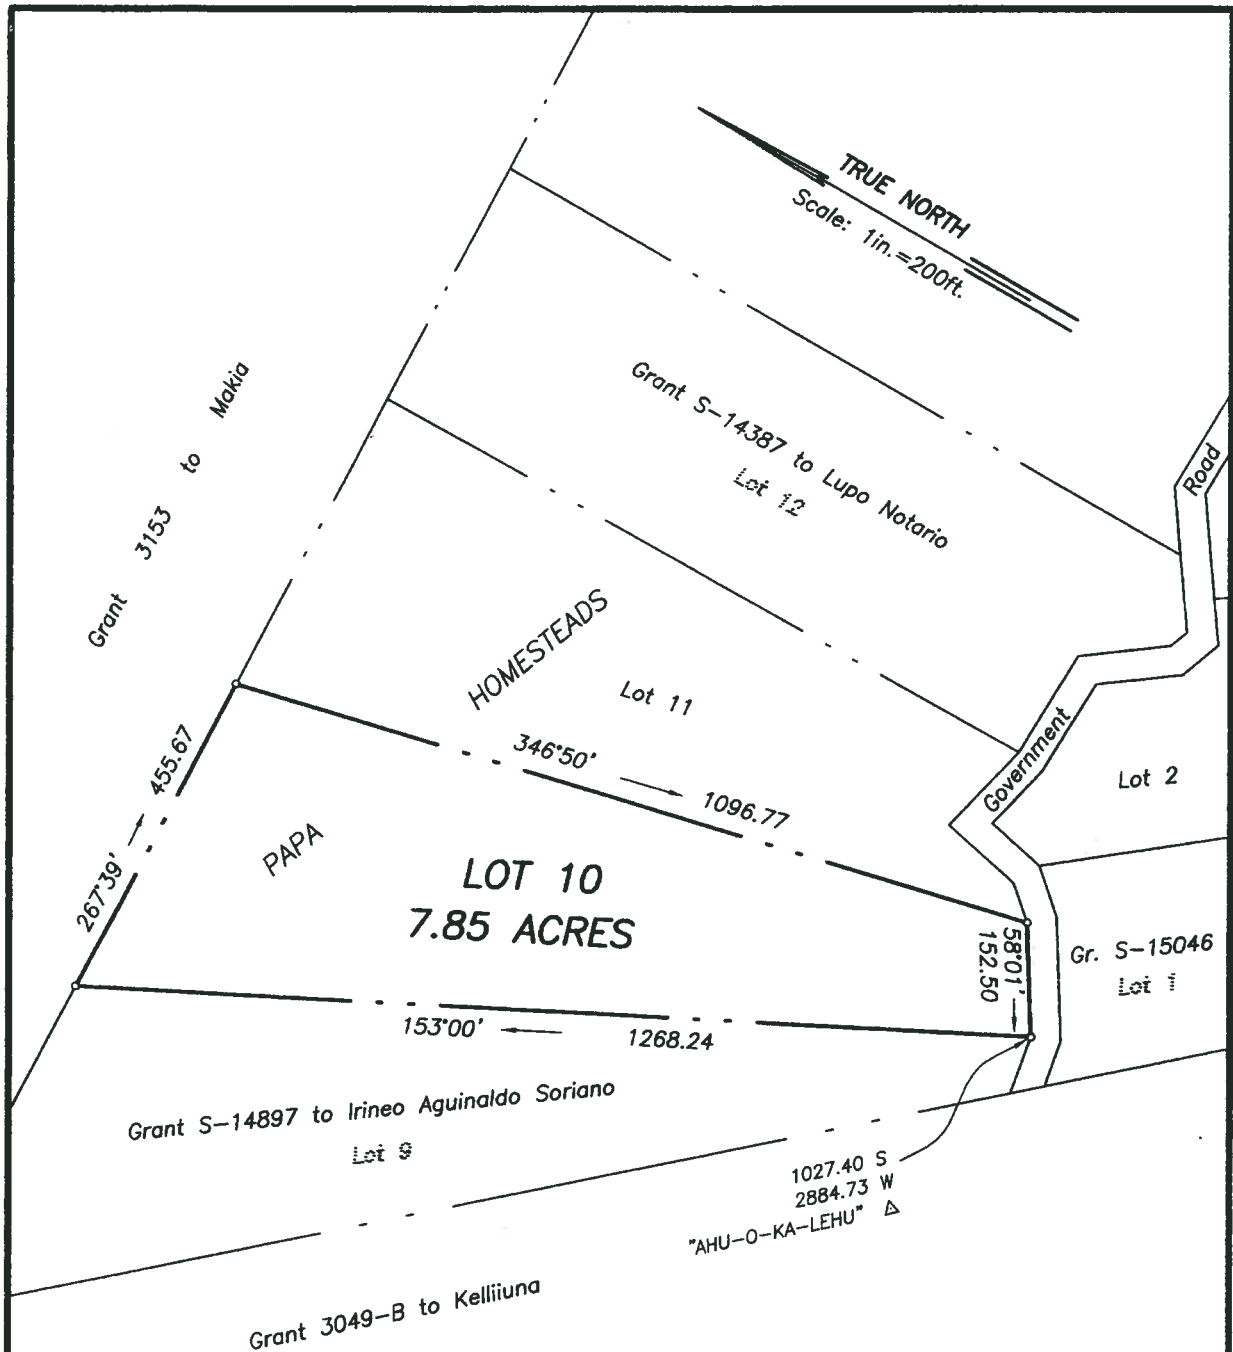 TRUE NORTH
Scale: 1in.=200ft.
Grant 3153 to Makia
Grant S-14387 to Lupo Notario
Lot 12
Road
HOMESTEADS
Lot 11
346°50' 1096.77
Government
Lot 2
267°39' 455.67
PAPA
LOT 10
7.85 ACRES
58°01'
152.50
Gr. S-15046
Lot 1
153°00' 1268.24
Grant S-14897 to Irineo Aguinaldo Soriano
Lot 9
1027.40 S
2884.73 W
"AHU-O-KA-LEHU"
Grant 3049-B to Kelliiuna